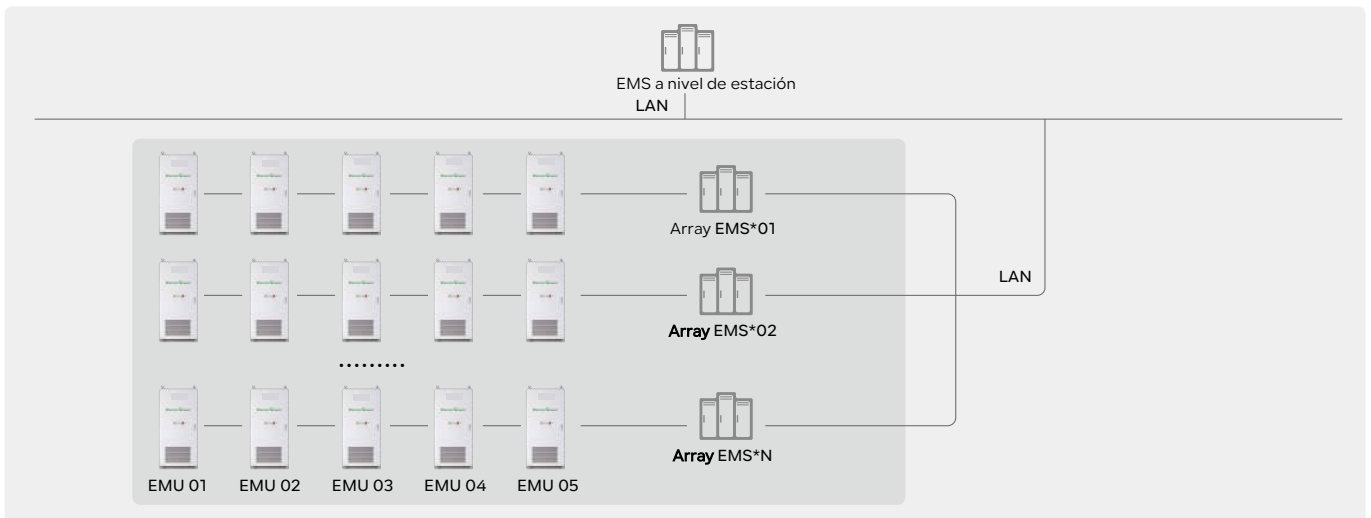 EMS a nivel de estación
LAN
Array EMS*01
LAN
Array EMS*02
.........
Array EMS*N
EMU 01 EMU 02 EMU 03 EMU 04 EMU 05